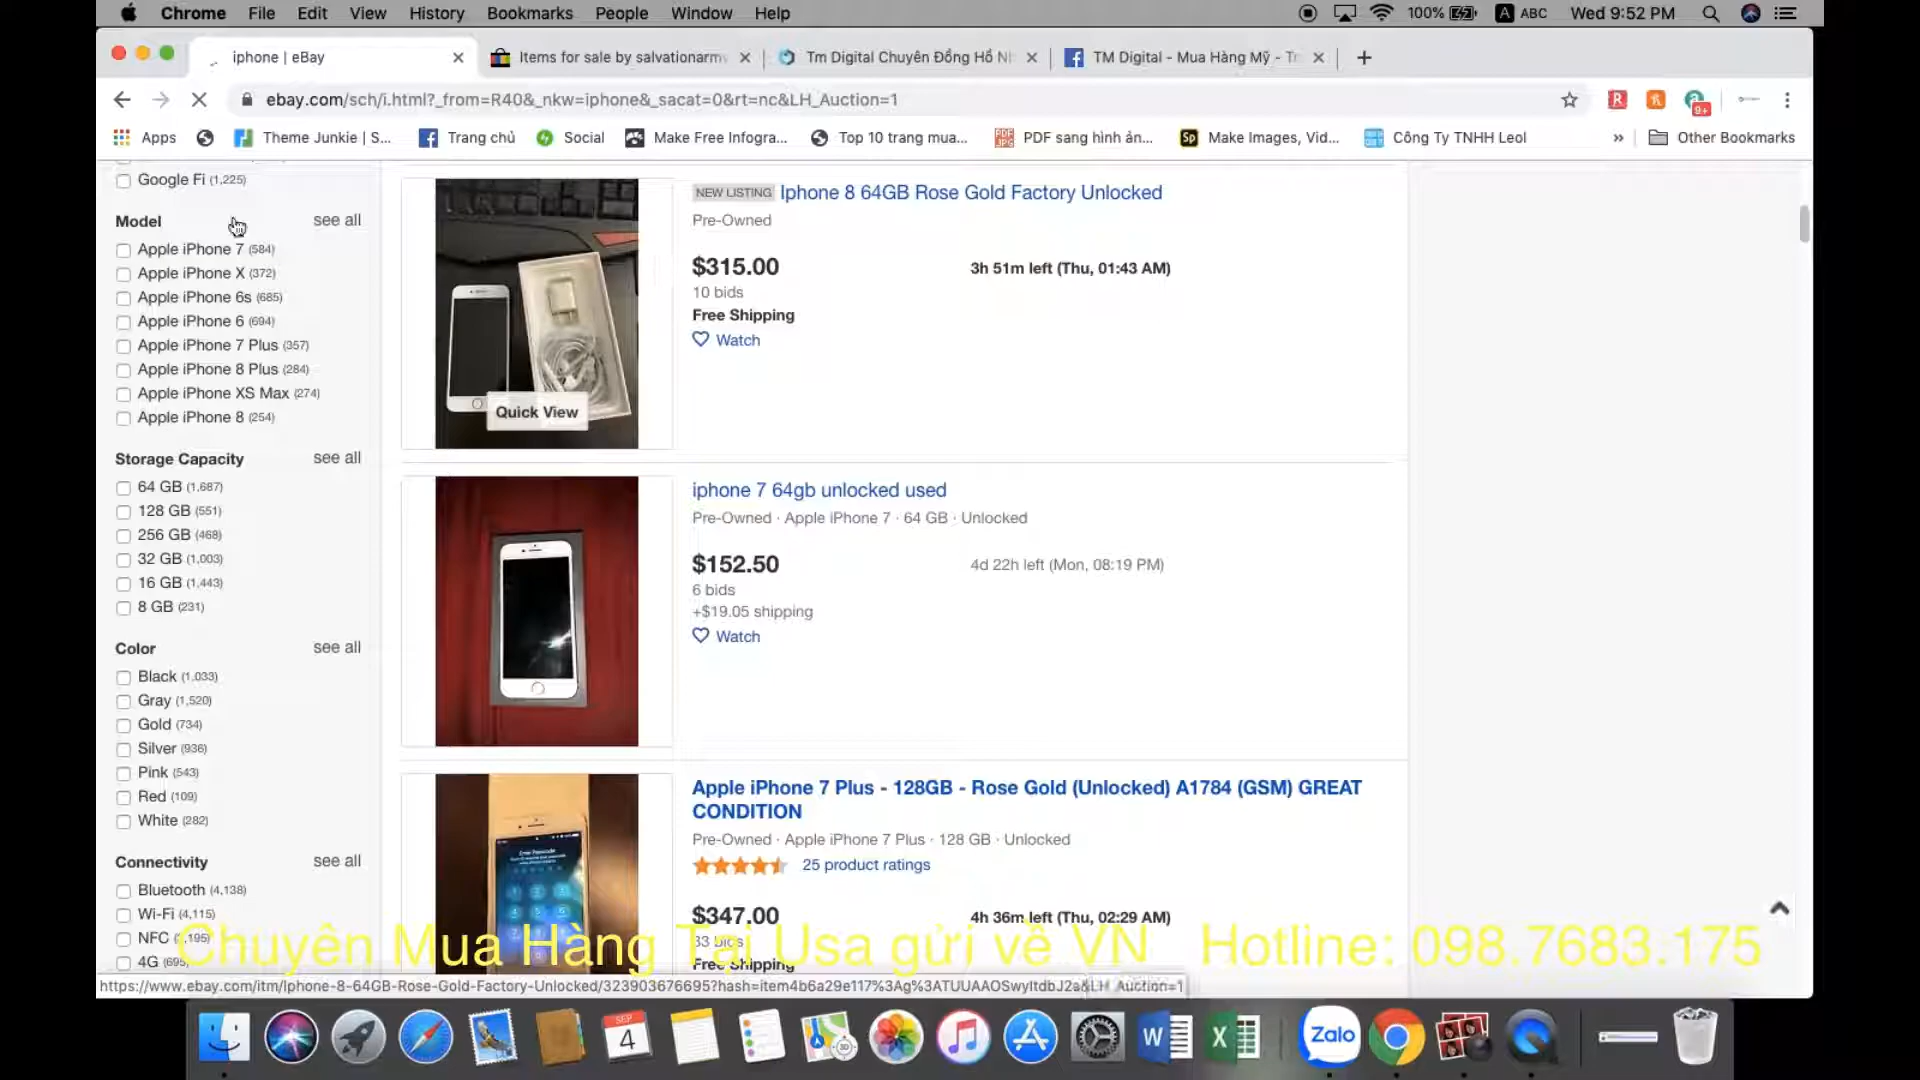 Chrome File Edit View History Bookmarks People Window Help 100% A ABC Wed 9:52 PM
iphone | eBay
Items for sale by salvationarmy
Tm Digital Chuyên Đồng Hồ Nh
TM Digital - Mua Hàng Mỹ - Tr
ebay.com/sch/i.html?_from=R40&_nkw=iphone&_sacat=0&rt=nc&LH_Auction=1
R
9+
Apps
Theme Junkie | S...
Trang chủ
Social
Make Free Infogra...
Top 10 trang mua...
PDF sang hình ản...
Sp Make Images, Vid...
Công Ty TNHH Leol
» Other Bookmarks
Google Fi (1,225)
Model see all
Apple iPhone 7 (584)
Apple iPhone X (372)
Apple iPhone 6s (685)
Apple iPhone 6 (694)
Apple iPhone 7 Plus (357)
Apple iPhone 8 Plus (284)
Apple iPhone XS Max (274)
Apple iPhone 8 (254)
Storage Capacity see all
64 GB (1,687)
128 GB (551)
256 GB (468)
32 GB (1,003)
16 GB (1,443)
8 GB (231)
Color see all
Black (1,033)
Gray (1,520)
Gold (734)
Silver (936)
Pink (543)
Red (109)
White (282)
Connectivity see all
Bluetooth (4,138)
Wi-Fi (4,115)
NFC
4G
Quick View
NEW LISTING Iphone 8 64GB Rose Gold Factory Unlocked
Pre-Owned
$315.00 3h 51m left (Thu, 01:43 AM)
10 bids
Free Shipping
Watch
iphone 7 64gb unlocked used
Pre-Owned · Apple iPhone 7 · 64 GB · Unlocked
$152.50 4d 22h left (Mon, 08:19 PM)
6 bids
+$19.05 shipping
Watch
Apple iPhone 7 Plus - 128GB - Rose Gold (Unlocked) A1784 (GSM) GREAT
CONDITION
Pre-Owned · Apple iPhone 7 Plus · 128 GB · Unlocked
25 product ratings
$347.00 4h 36m left (Thu, 02:29 AM)
33 bids
Free Shipping
Chuyên Mua Hàng Tại Usa gửi về VN Hotline: 098.7683.175
https://www.ebay.com/itm/Iphone-8-64GB-Rose-Gold-Factory-Unlocked/323903676695?hash=item4b6a29e117%3Ag%3ATUUAAOSwyItdbJ2a&LH_Auction=1
SEP
4
W
X
Zalo